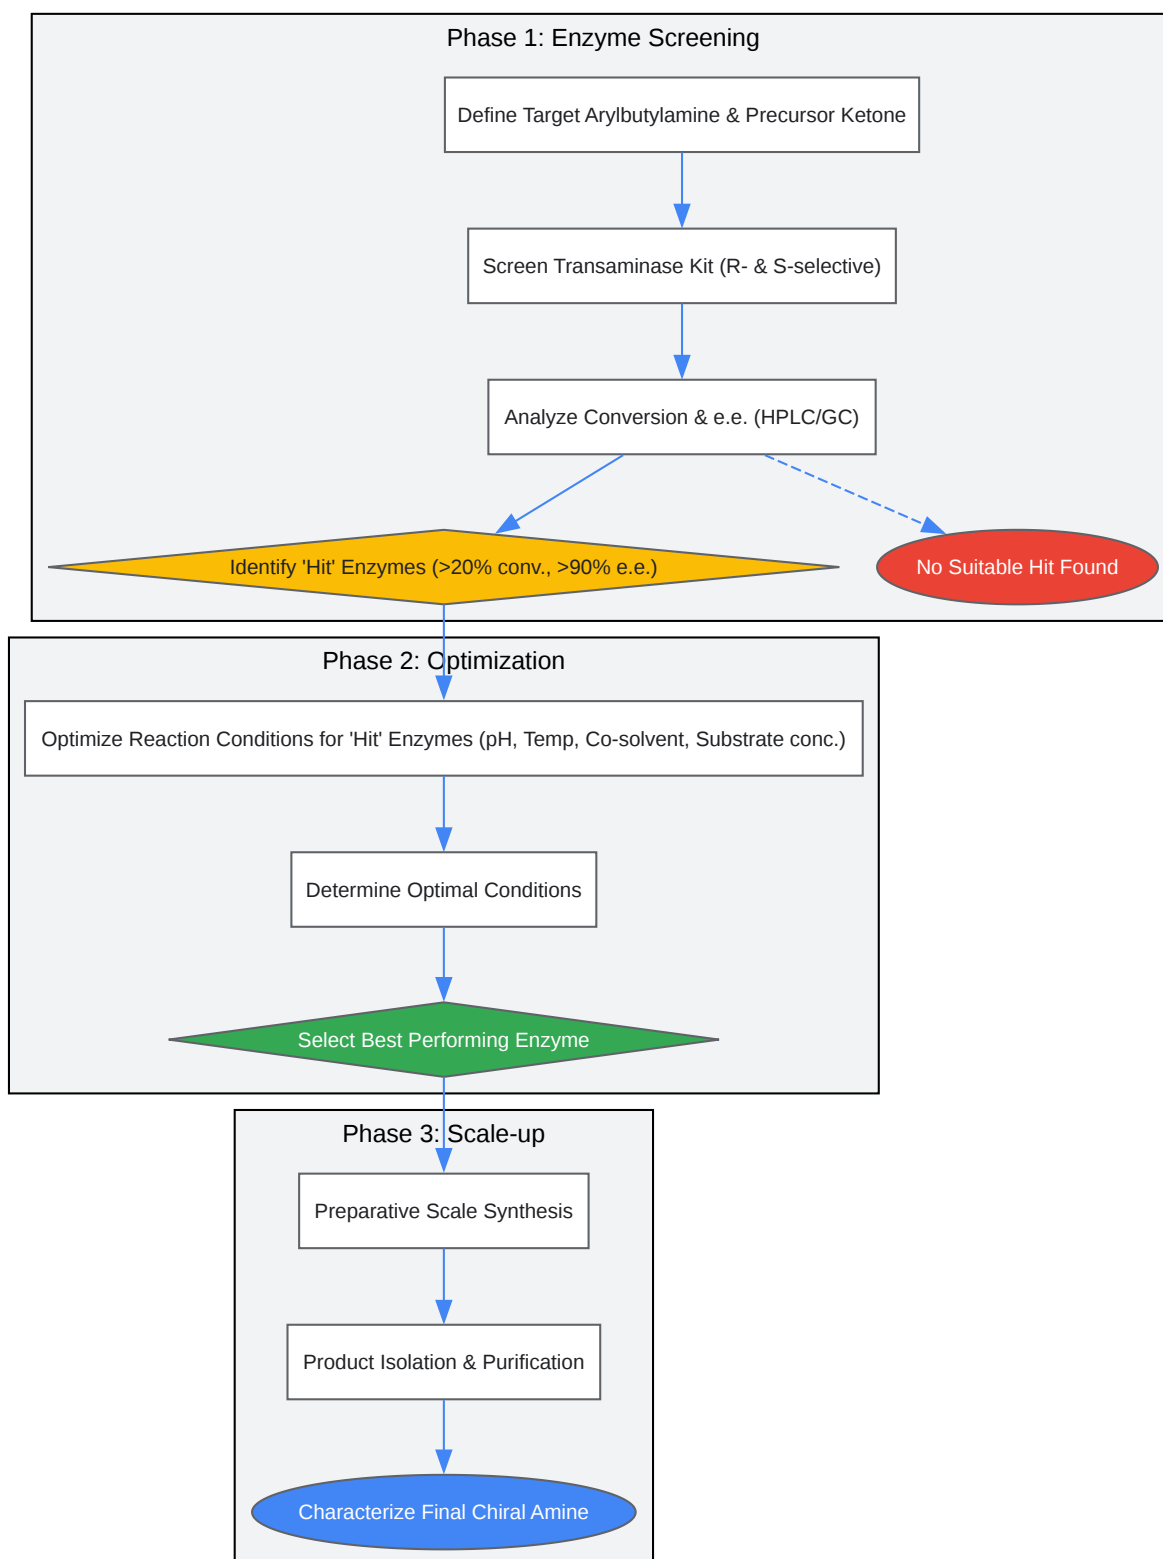 Phase 1: Enzyme Screening
Define Target Arylbutylamine & Precursor Ketone
Screen Transaminase Kit (R- & S-selective)
Analyze Conversion & e.e. (HPLC/GC)
Identify 'Hit' Enzymes (>20% conv., >90% e.e.)
No Suitable Hit Found
Phase 2: Optimization
Optimize Reaction Conditions for 'Hit' Enzymes (pH, Temp, Co-solvent, Substrate conc.)
Determine Optimal Conditions
Select Best Performing Enzyme
Phase 3: Scale-up
Preparative Scale Synthesis
Product Isolation & Purification
Characterize Final Chiral Amine